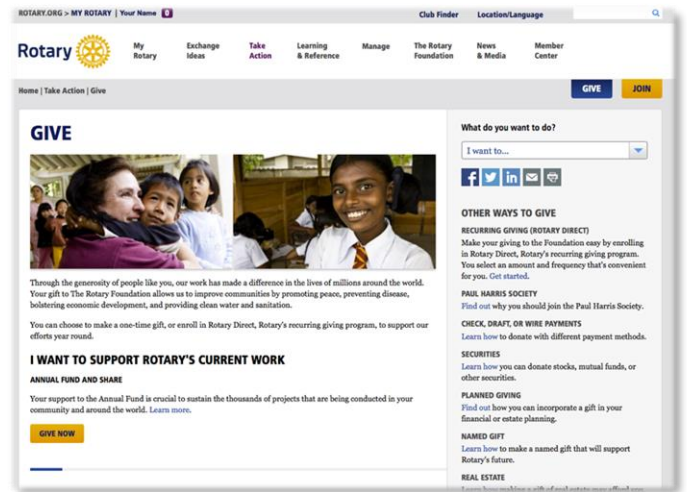 ROTARY.ORG > MY ROTARY | Your Name 0
Club Finder Location/Language
Rotary
My Rotary
Exchange Ideas
Take Action
Learning & Reference
Manage
The Rotary Foundation
News & Media
Member Center
Home | Take Action | Give
GIVE JOIN
GIVE
Through the generosity of people like you, our work has made a difference in the lives of millions around the world.
Your gift to The Rotary Foundation allows us to improve communities by promoting peace, preventing disease,
bolstering economic development, and providing clean water and sanitation.
You can choose to make a one-time gift, or enroll in Rotary Direct, Rotary's recurring giving program, to support our
efforts year round.
I WANT TO SUPPORT ROTARY'S CURRENT WORK
ANNUAL FUND AND SHARE
Your support to the Annual Fund is crucial to sustain the thousands of projects that are being conducted in your
community and around the world. Learn more.
GIVE NOW
What do you want to do?
I want to...
OTHER WAYS TO GIVE
RECURRING GIVING (ROTARY DIRECT)
Make your giving to the Foundation easy by enrolling
in Rotary Direct, Rotary's recurring giving program.
You select an amount and frequency that's convenient
for you. Get started.
PAUL HARRIS SOCIETY
Find out why you should join the Paul Harris Society.
CHECK, DRAFT, OR WIRE PAYMENTS
Learn how to donate with different payment methods.
SECURITIES
Learn how you can donate stocks, mutual funds, or
other securities.
PLANNED GIVING
Find out how you can incorporate a gift in your
financial or estate planning.
NAMED GIFT
Learn how to make a named gift that will support
Rotary's future.
REAL ESTATE